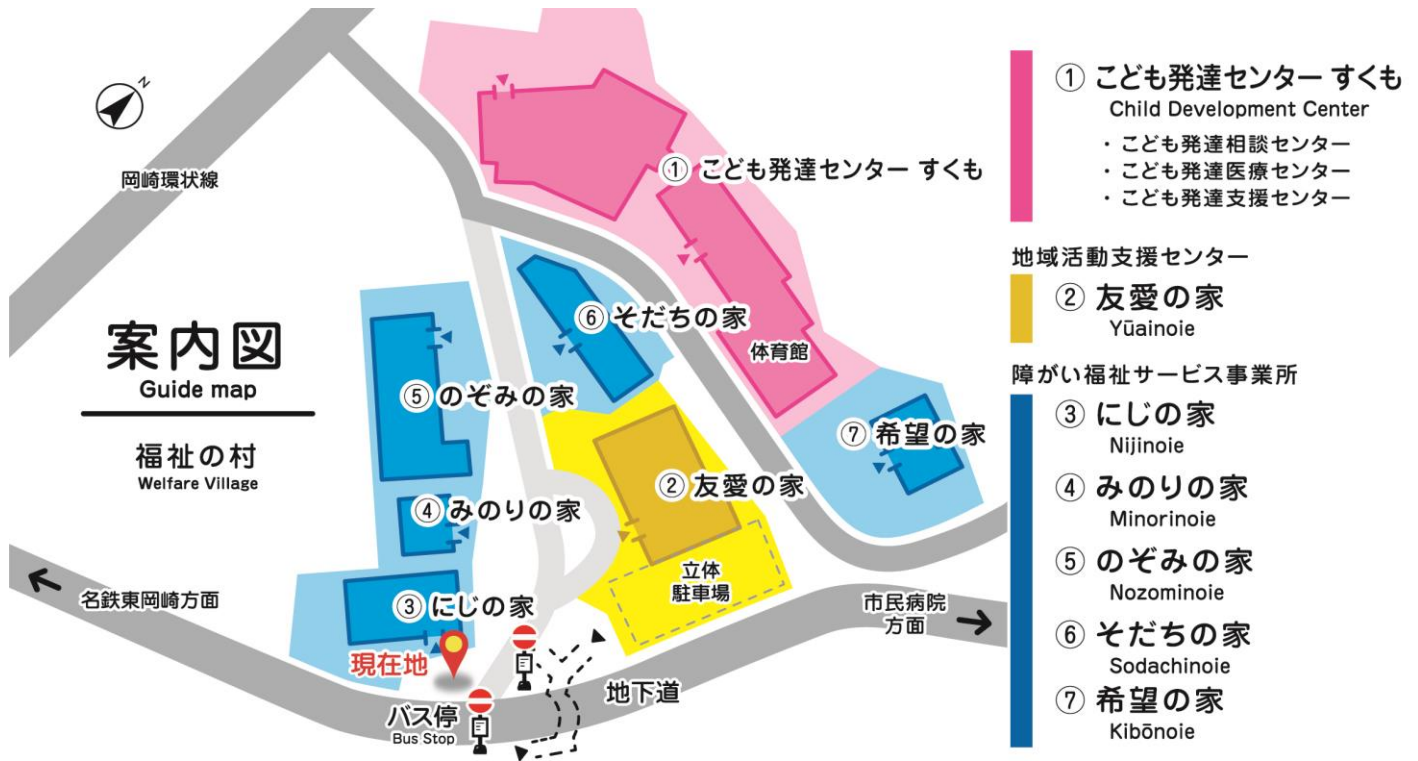 N
岡崎環状線
案内図
Guide map
福祉の村
Welfare Village
① こども発達センター すくも
体育館
⑥ そだちの家
⑤ のぞみの家
⑦ 希望の家
② 友愛の家
④ みのりの家
立体
駐車場
③ にじの家
名鉄東岡崎方面
市民病院
方面
現在地
地下道
バス停
Bus Stop
① こども発達センター すくも
Child Development Center
・こども発達相談センター
・こども発達医療センター
・こども発達支援センター
地域活動支援センター
② 友愛の家
Yūainoie
障がい福祉サービス事業所
③ にじの家
Nijinoie
④ みのりの家
Minorinoie
⑤ のぞみの家
Nozominoie
⑥ そだちの家
Sodachinoie
⑦ 希望の家
Kibōnoie